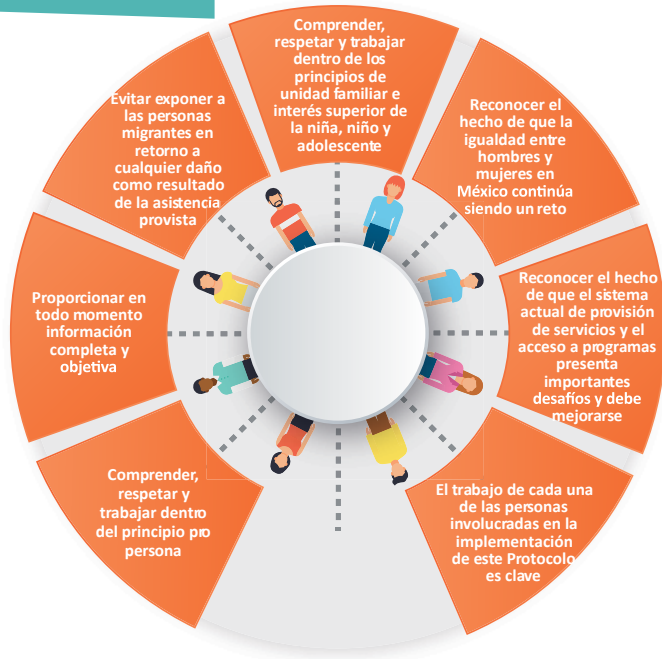 Comprender,
respetar y trabajar
dentro de los
principios de
unidad familiar e
interés superior de
la niña, niño y
adolescente
Reconocer el
hecho de que la
igualdad entre
hombres y
mujeres en
México continúa
siendo un reto
Reconocer el hecho
de que el sistema
actual de provisión
de servicios y el
acceso a programas
presenta
importantes
desafíos y debe
mejorarse
El trabajo de cada una
de las personas
involucradas en la
implementación
de este Protocolo
es clave
Comprender,
respetar y
trabajar dentro
del principio pro
persona
Proporcionar en
todo momento
información
completa y
objetiva
Evitar exponer a
las personas
migrantes en
retorno a
cualquier daño
como resultado
de la asistencia
provista